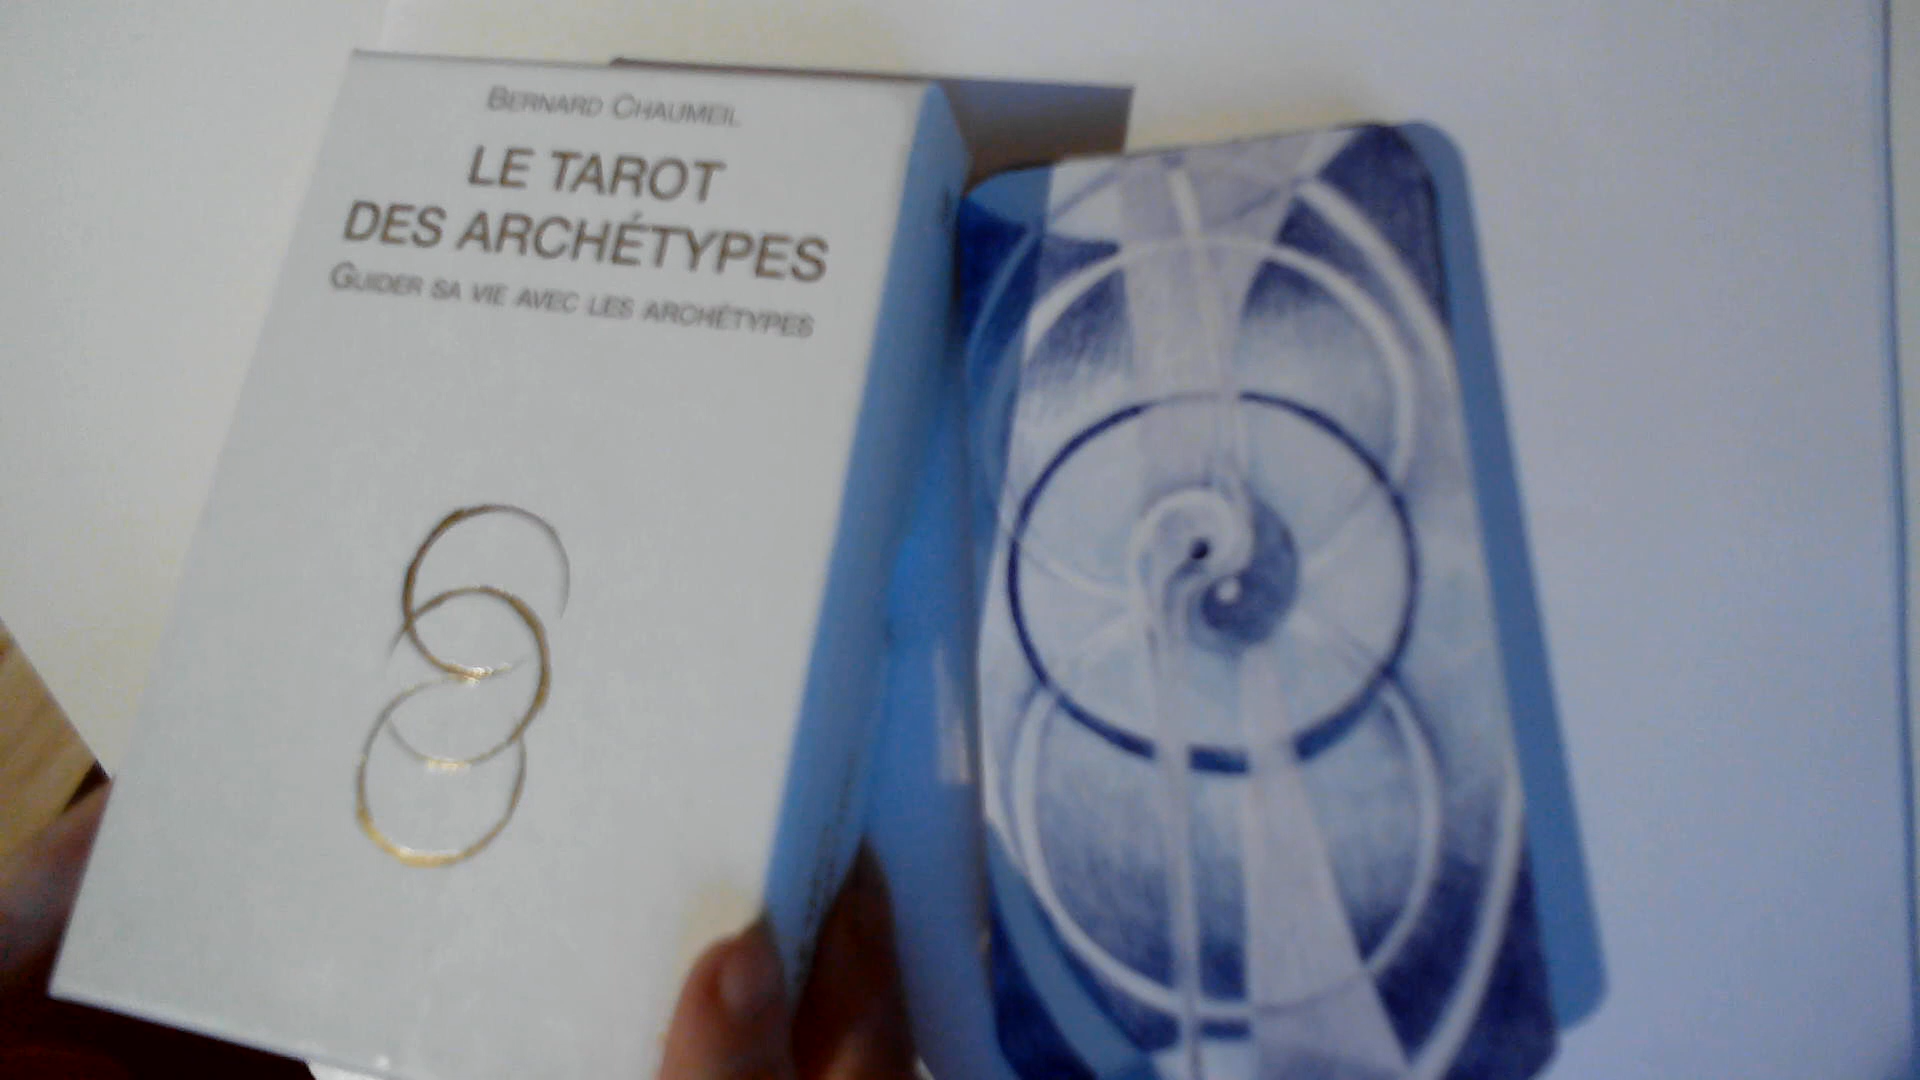 BERNARD CHAUMEIL
LE TAROT
DES ARCHÉTYPES
GUIDER SA VIE AVEC LES ARCHÉTYPES